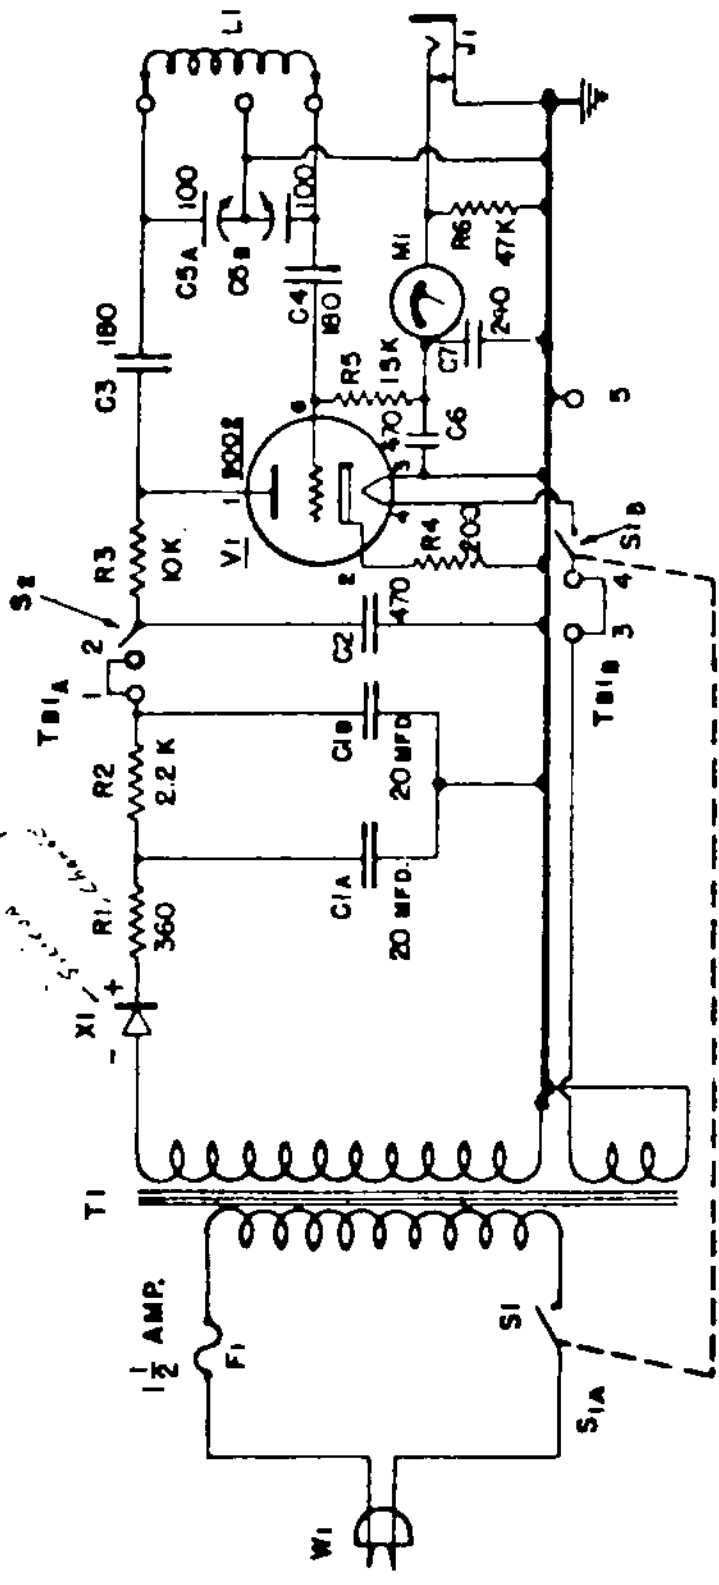 W1
1 1/2 AMP.
F1
S1
S1A
T1
X1
-
+
R1
360
R2
2.2 K
TB1A
1
2
S2
R3
10K
C3
180
C1A
20 MFD.
C1B
20 MFD.
C2
470
V1
9002
1
6
2
4
3
R4
200
R5
15K
470
C6
C4
180
C5A
100
C5B
100
L1
M1
C7
240
R6
47K
J1
TB1B
3
4
S1B
5